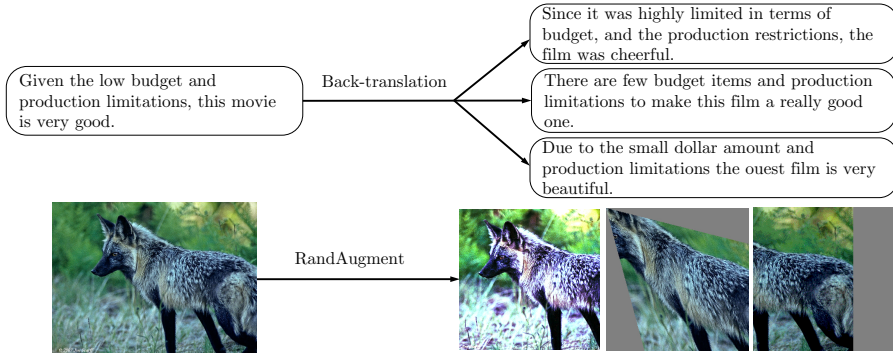 Since it was highly limited in terms of
budget, and the production restrictions, the
film was cheerful.
Given the low budget and
production limitations, this movie
is very good.
Back-translation
There are few budget items and production
limitations to make this film a really good
one.
Due to the small dollar amount and
production limitations the ouest film is very
beautiful.
RandAugment